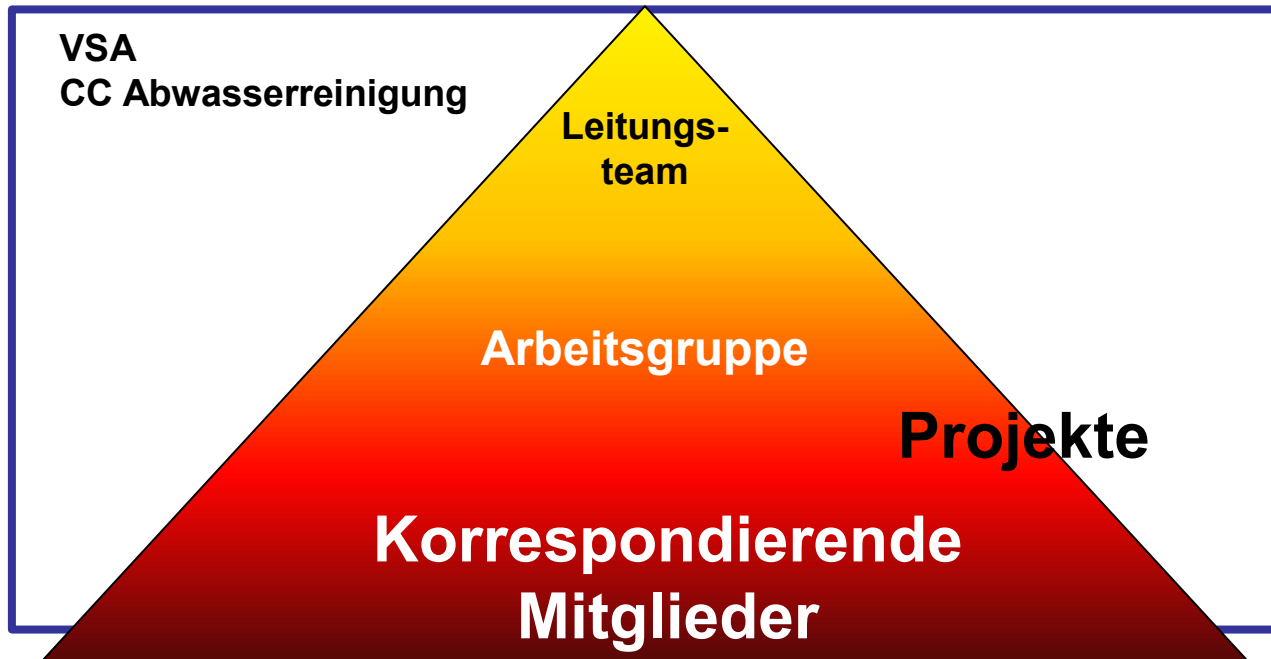 VSA
CC Abwasserreinigung
Leitungs-
team
Arbeitsgruppe
Projekte
Korrespondierende
Mitglieder